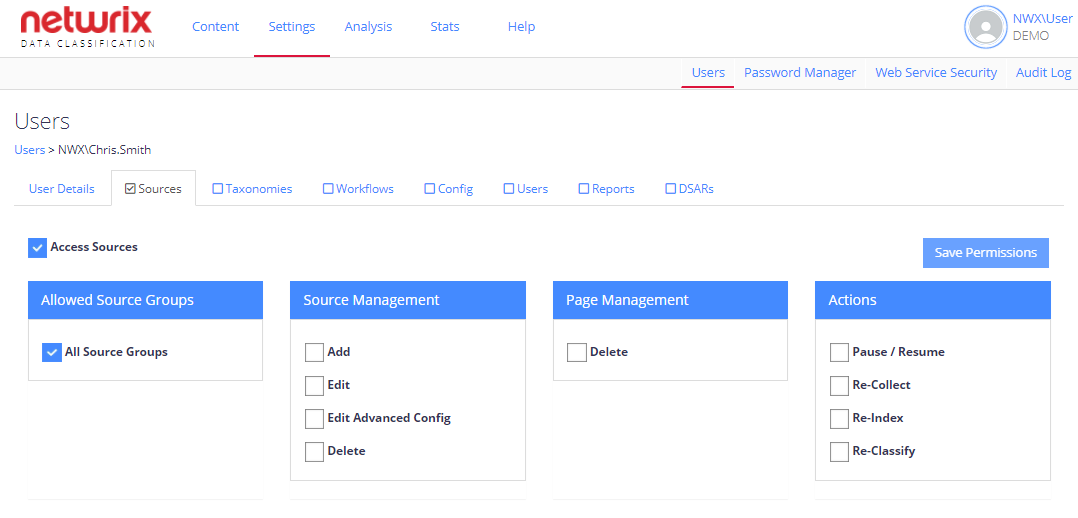 netwrix
DATA CLASSIFICATION
Content Settings Analysis Stats Help
NWX\User
DEMO
Users Password Manager Web Service Security Audit Log
Users
Users > NWX\Chris.Smith
User Details Sources Taxonomies Workflows Config Users Reports DSARs
Access Sources
Save Permissions
Allowed Source Groups Source Management Page Management Actions
All Source Groups Add Delete Pause / Resume
Edit Re-Collect
Edit Advanced Config Re-Index
Delete Re-Classify